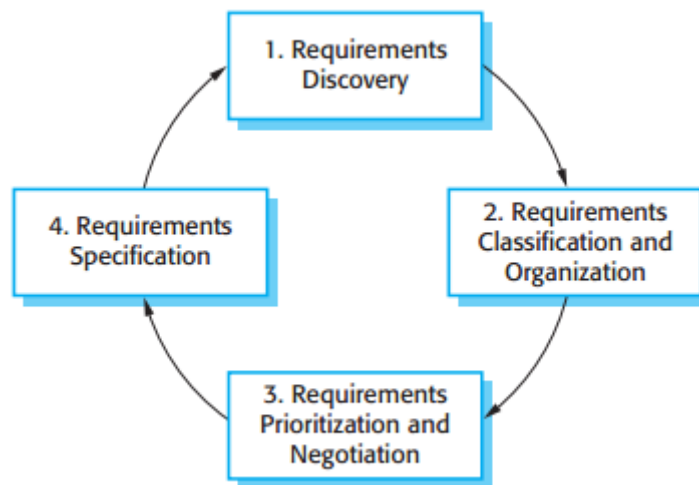 1. Requirements
Discovery
2. Requirements
Classification and
Organization
3. Requirements
Prioritization and
Negotiation
4. Requirements
Specification